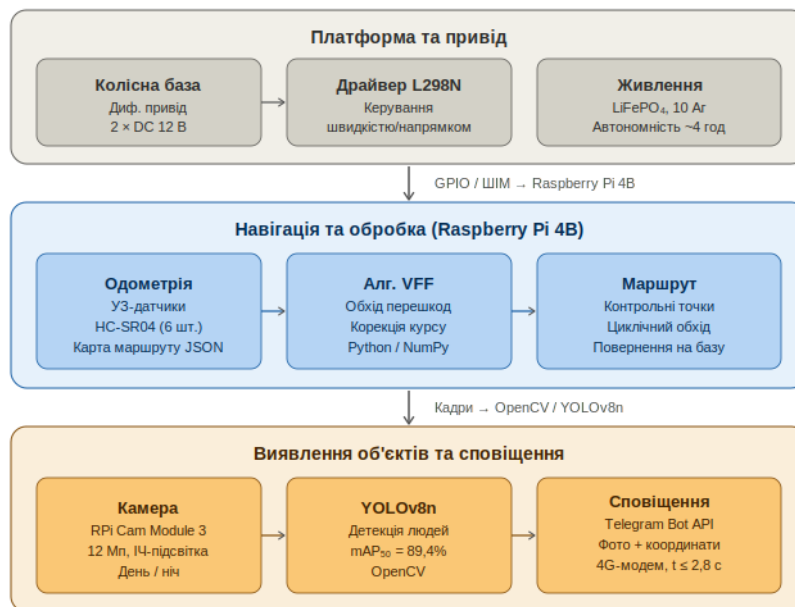 Платформа та привід
Колісна база
Диф. привід
2 × DC 12 В
Драйвер L298N
Керування
швидкістю/напрямком
Живлення
LiFePO₄, 10 Аг
Автономність ~4 год
GPIO / ШІМ → Raspberry Pi 4B
Навігація та обробка (Raspberry Pi 4B)
Одометрія
УЗ-датчики
HC-SR04 (6 шт.)
Карта маршруту JSON
Алг. VFF
Обхід перешкод
Корекція курсу
Python / NumPy
Маршрут
Контрольні точки
Циклічний обхід
Повернення на базу
Кадри → OpenCV / YOLOv8n
Виявлення об'єктів та сповіщення
Камера
RPi Cam Module 3
12 Мп, ІЧ-підсвітка
День / ніч
YOLOv8n
Детекція людей
mAP₅₀ = 89,4%
OpenCV
Сповіщення
Telegram Bot API
Фото + координати
4G-модем, t ≤ 2,8 с